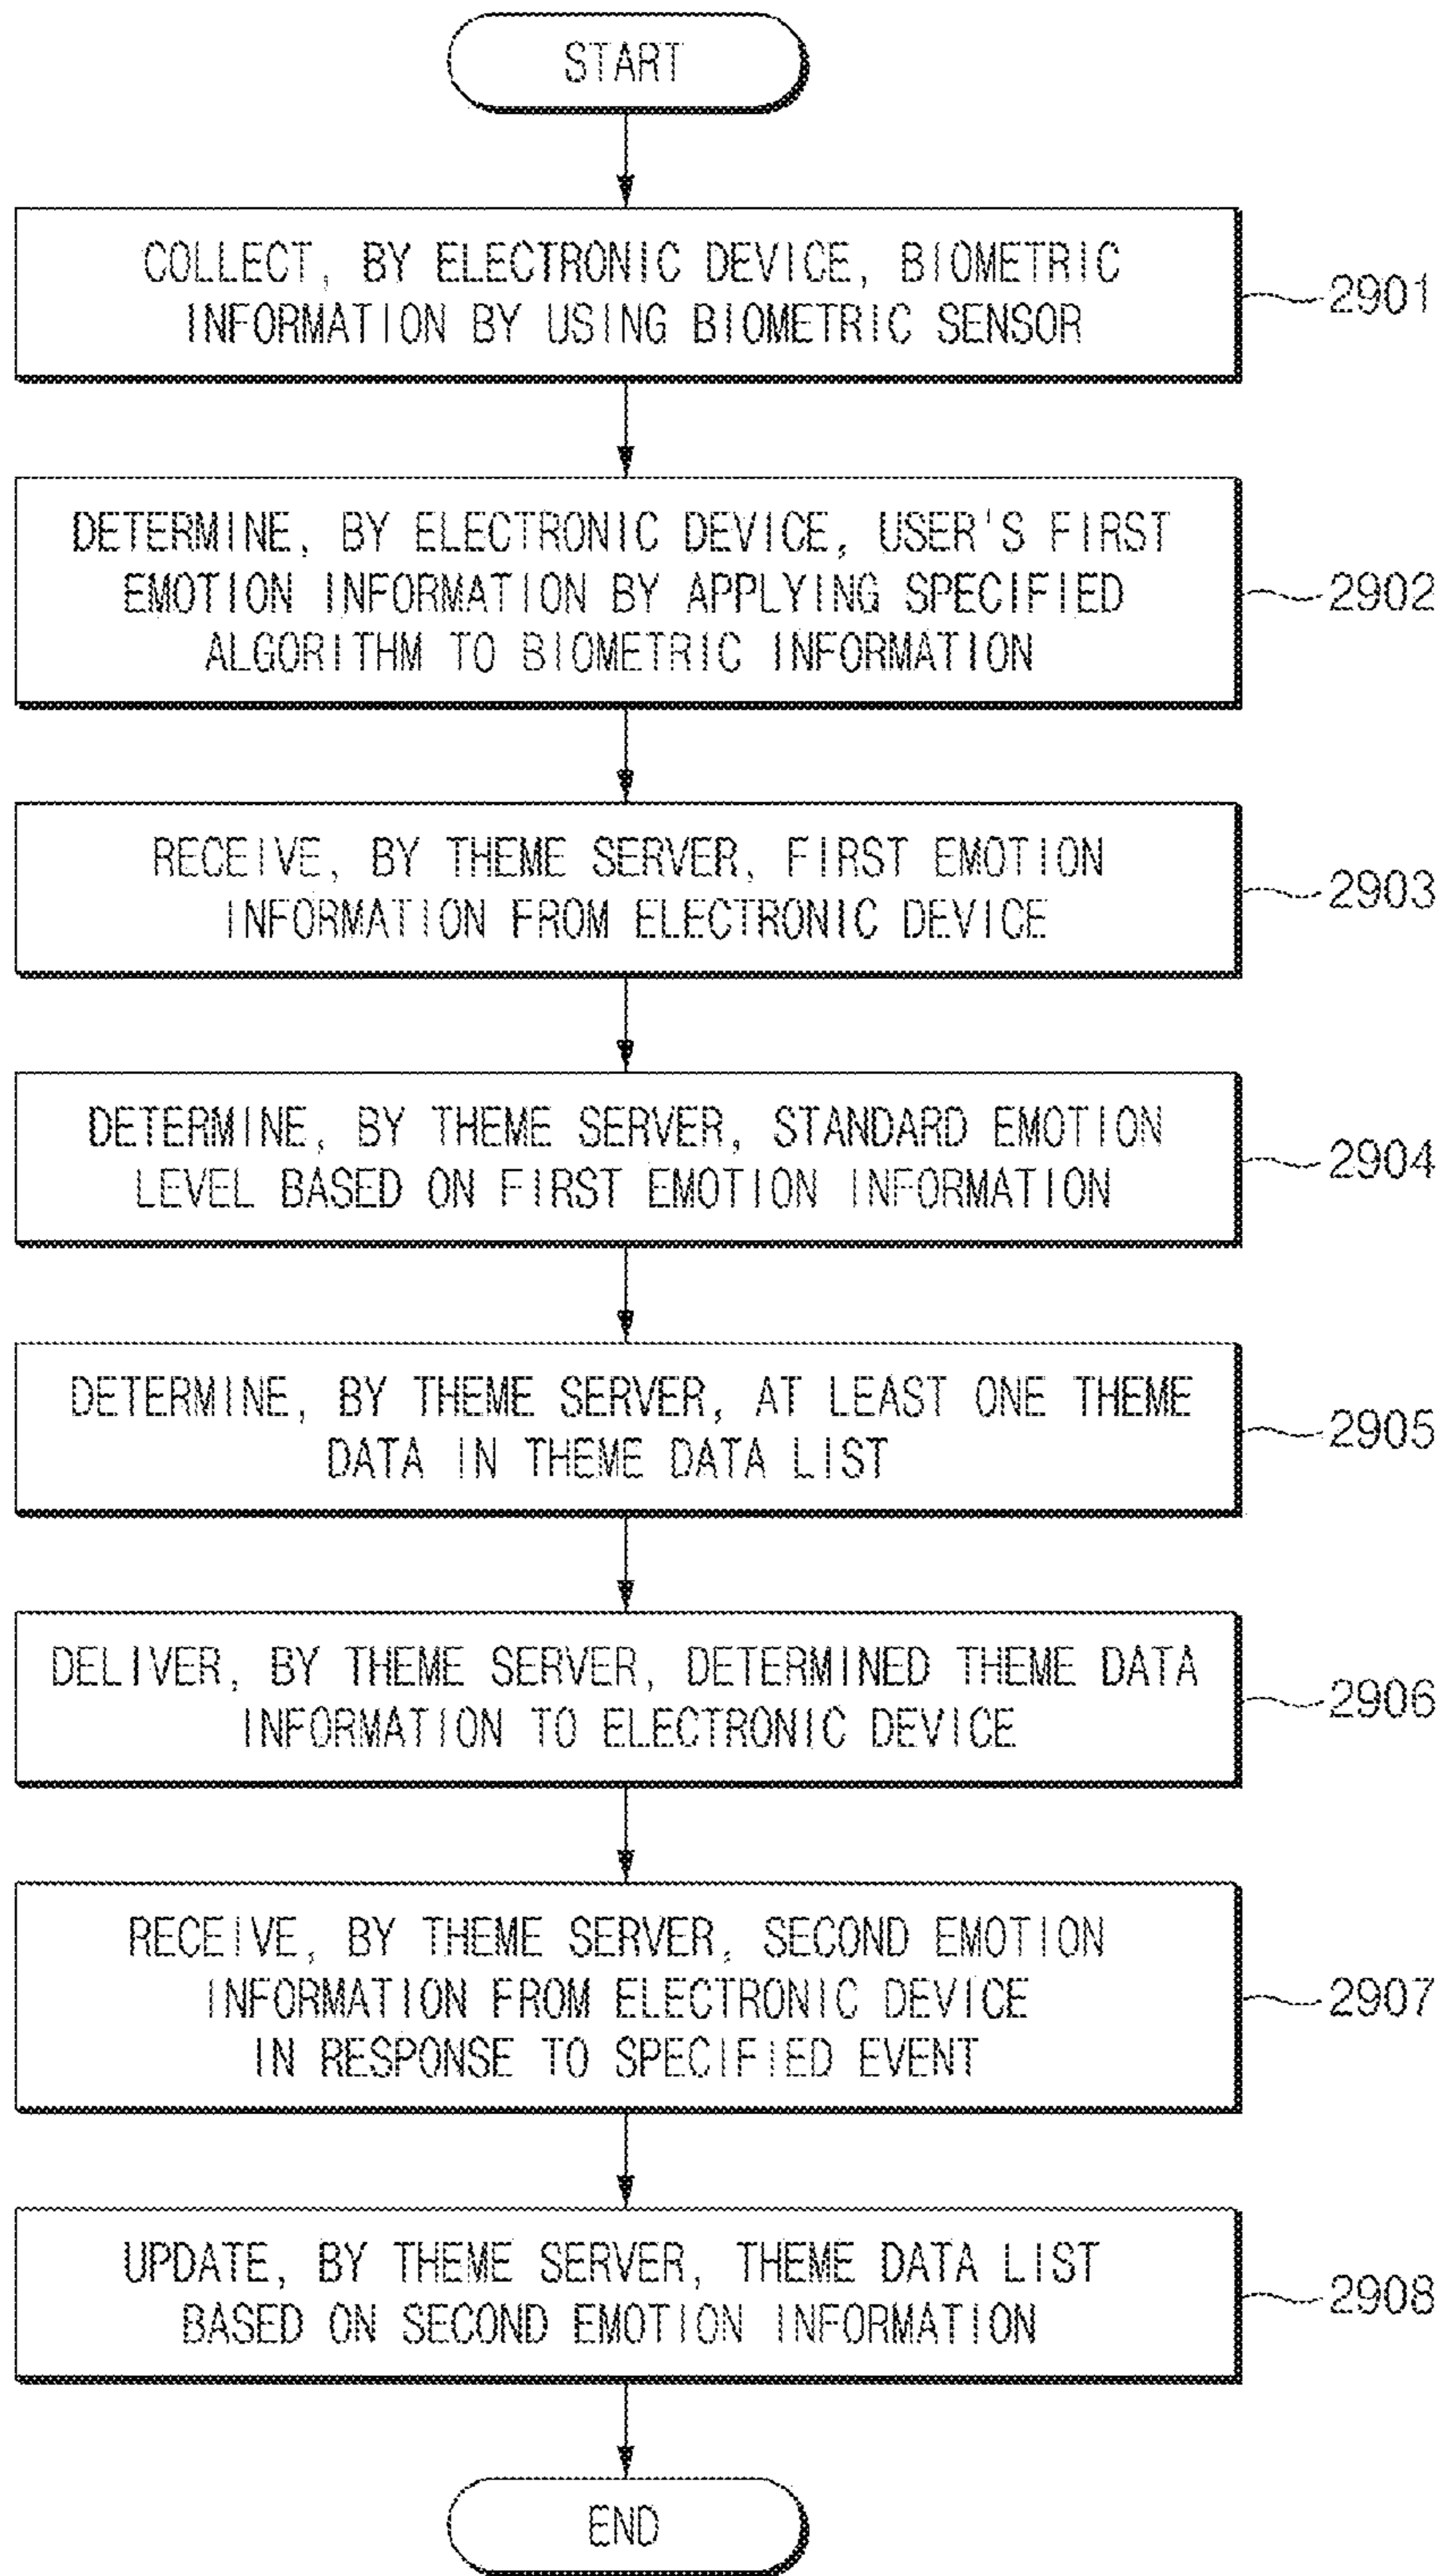 START
COLLECT, BY ELECTRONIC DEVICE, BIOMETRIC
INFORMATION BY USING BIOMETRIC SENSOR
2901
DETERMINE, BY ELECTRONIC DEVICE, USER'S FIRST
EMOTION INFORMATION BY APPLYING SPECIFIED
ALGORITHM TO BIOMETRIC INFORMATION
2902
RECEIVE, BY THEME SERVER, FIRST EMOTION
INFORMATION FROM ELECTRONIC DEVICE
2903
DETERMINE, BY THEME SERVER, STANDARD EMOTION
LEVEL BASED ON FIRST EMOTION INFORMATION
2904
DETERMINE, BY THEME SERVER, AT LEAST ONE THEME
DATA IN THEME DATA LIST
2905
DELIVER, BY THEME SERVER, DETERMINED THEME DATA
INFORMATION TO ELECTRONIC DEVICE
2906
RECEIVE, BY THEME SERVER, SECOND EMOTION
INFORMATION FROM ELECTRONIC DEVICE
IN RESPONSE TO SPECIFIED EVENT
2907
UPDATE, BY THEME SERVER, THEME DATA LIST
BASED ON SECOND EMOTION INFORMATION
2908
END